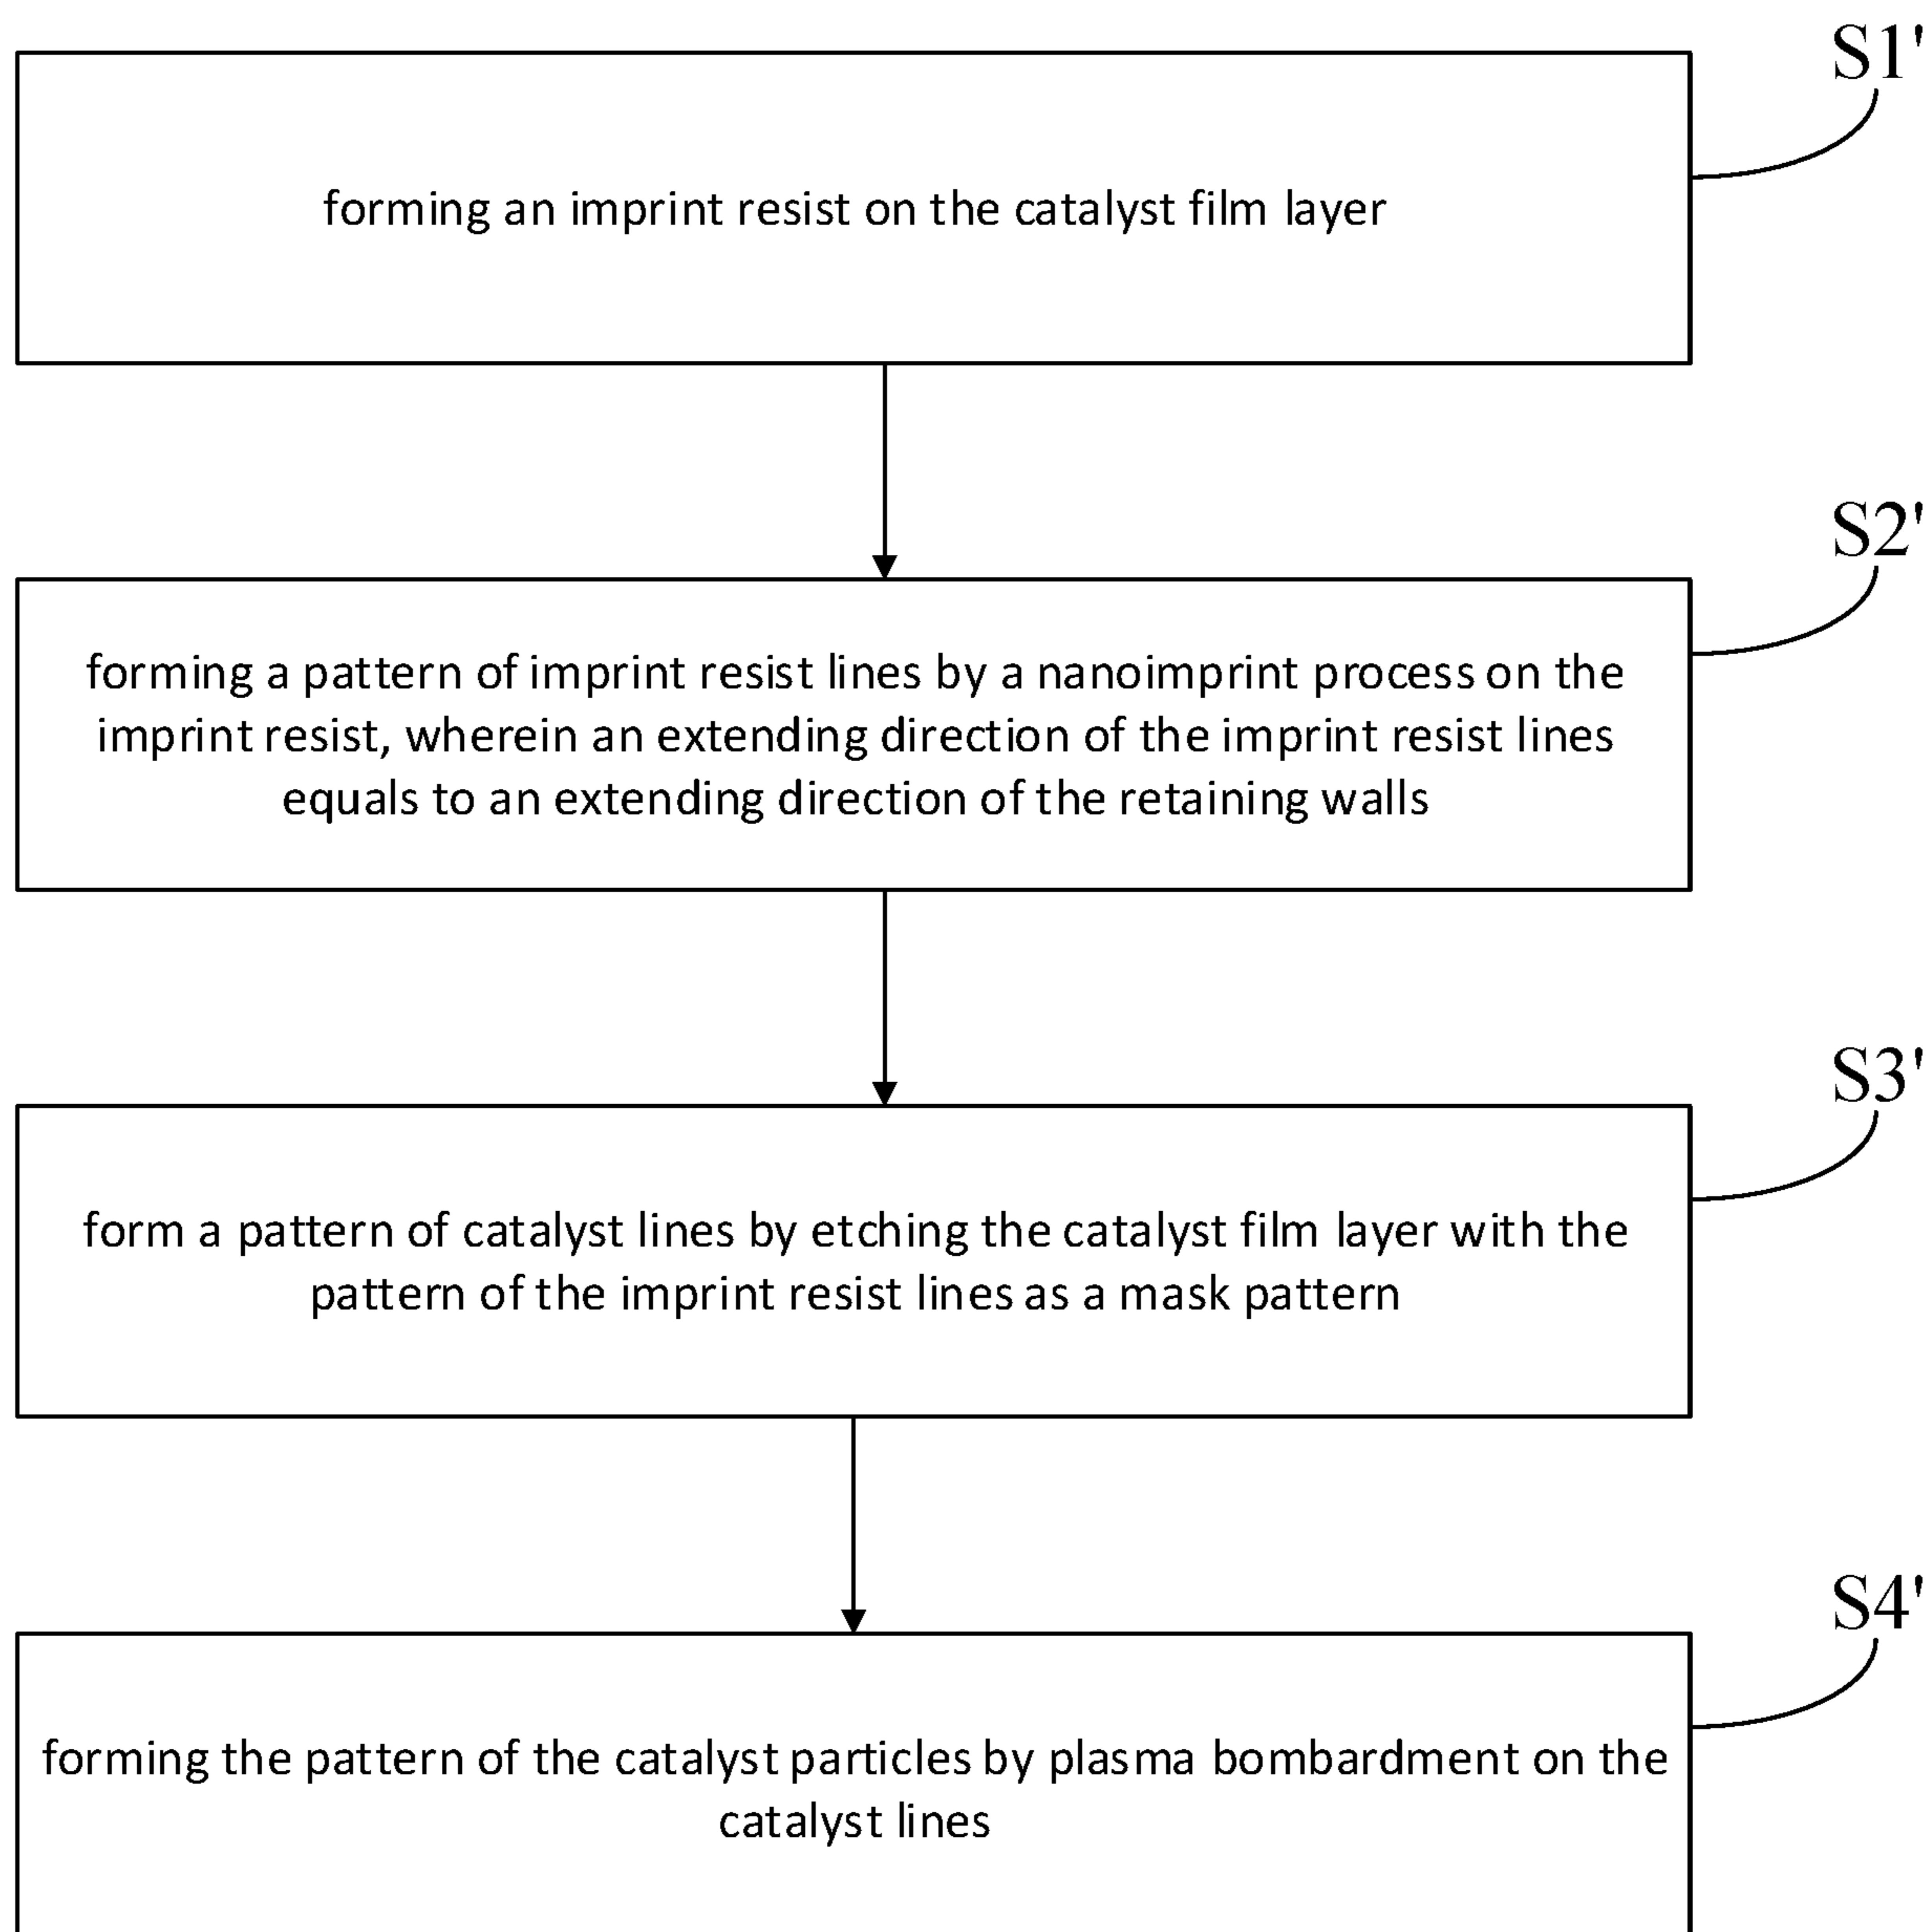 S1'
forming an imprint resist on the catalyst film layer
S2'
forming a pattern of imprint resist lines by a nanoimprint process on the
imprint resist, wherein an extending direction of the imprint resist lines
equals to an extending direction of the retaining walls
S3'
form a pattern of catalyst lines by etching the catalyst film layer with the
pattern of the imprint resist lines as a mask pattern
S4'
forming the pattern of the catalyst particles by plasma bombardment on the
catalyst lines